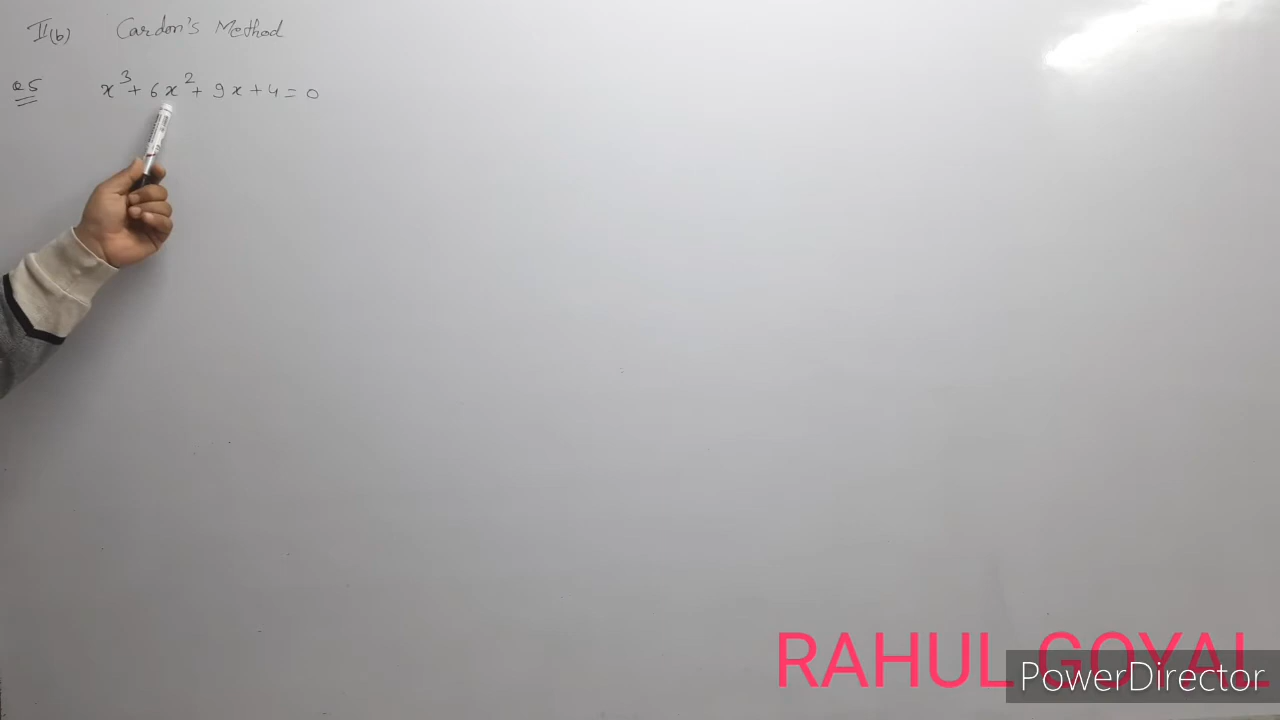 II(b) Cardon's Method
Q5 x³ + 6x² + 9x + 4 = 0
RAHUL GOYAL
PowerDirector